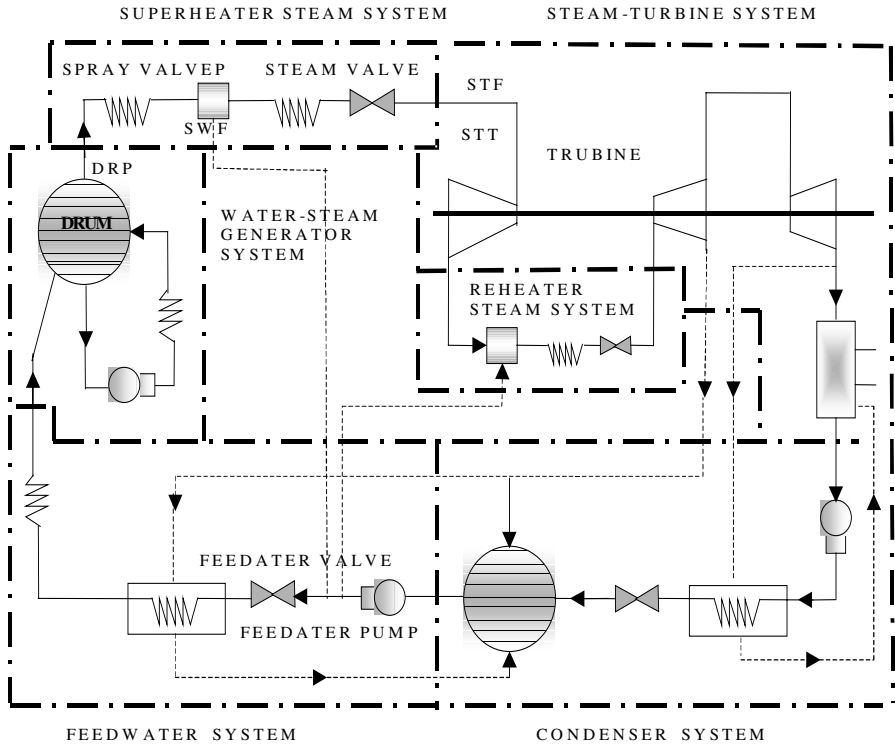 SUPERHEATER STEAM SYSTEM
STEAM-TURBINE SYSTEM
SPRAY VALVEP
STEAM VALVE
STF
SWF
STT
TRUBINE
DRP
DRUM
WATER-STEAM
GENERATOR
SYSTEM
REHEATER
STEAM SYSTEM
FEEDATER VALVE
FEEDATER PUMP
FEEDWATER SYSTEM
CONDENSER SYSTEM